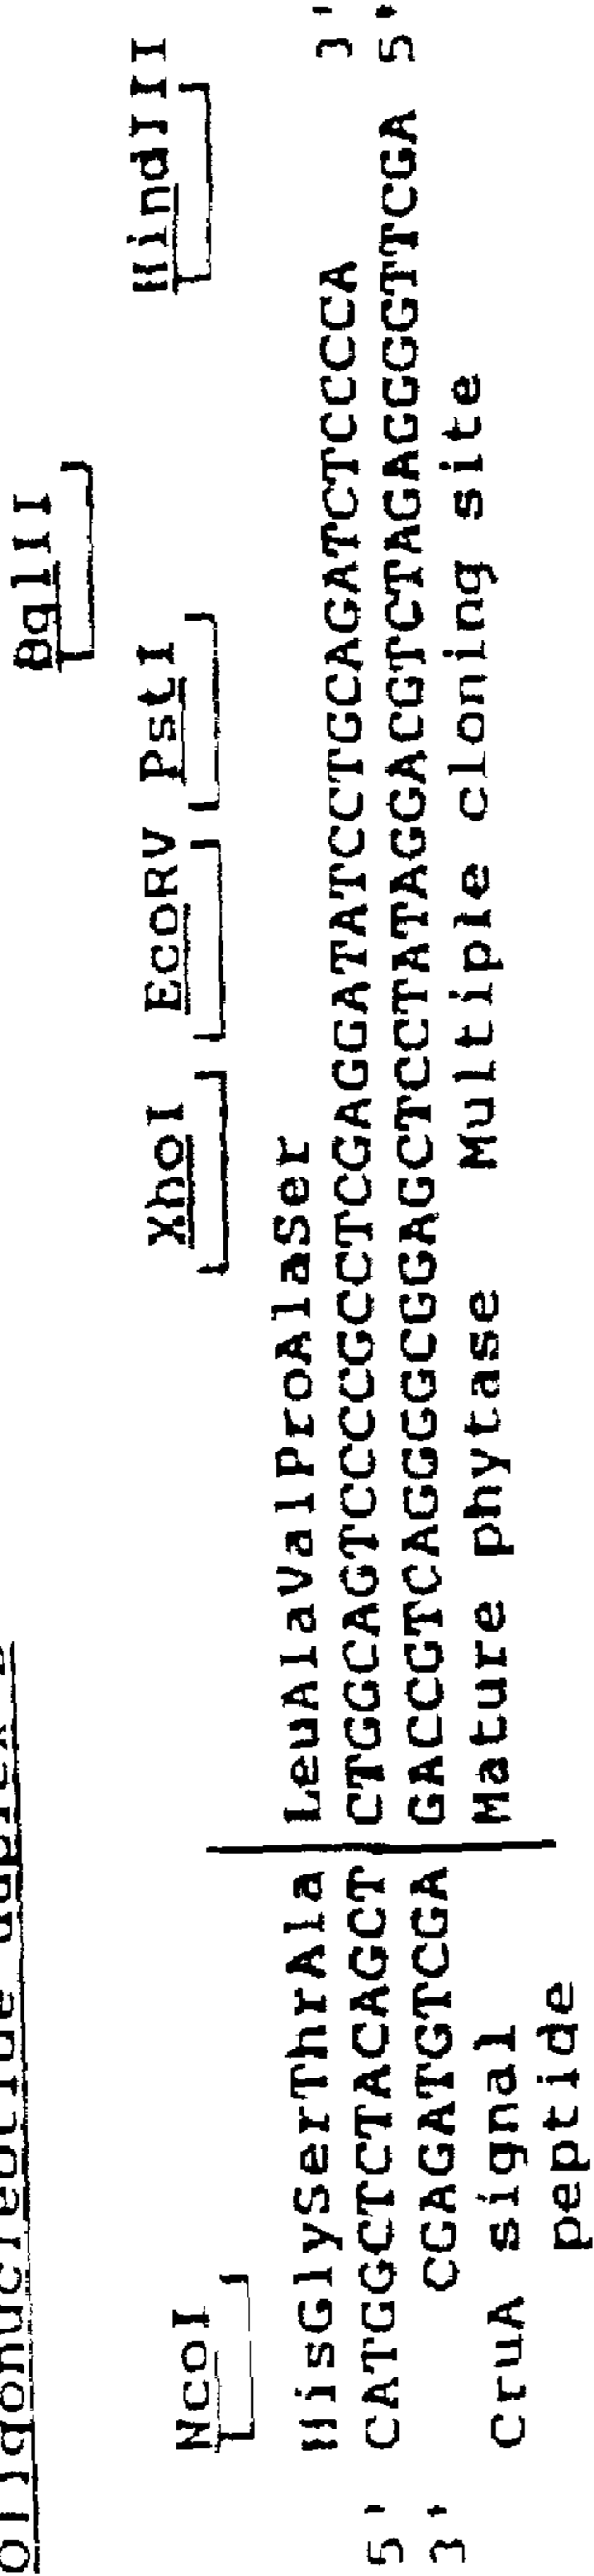 oligonucleotide duplex
BglII
NcoI XhoI EcoRV PstI HindIII
HisGlySerThrAla LeuAlaValProAlaSer
5' CATGGCTCTACAGCT CTGGCAGTCCCCGCCTCGAGGATATCCTGCAGATCTCCCCA 3'
3' CGAGATGTCGA GACCGTCAGGGGCGGAGCTCCTATAGGACGTCTAGAGGGGTTCGA 5'
CruA signal Mature phytase Multiple cloning site
peptide